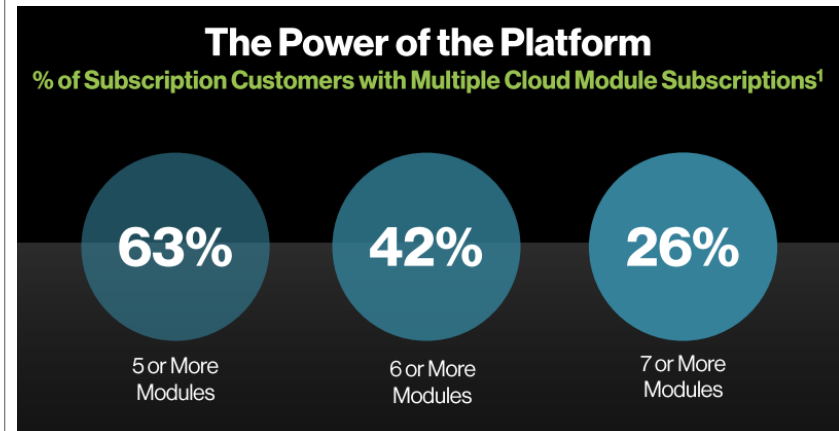 The Power of the Platform
% of Subscription Customers with Multiple Cloud Module Subscriptions¹
63%
42%
26%
5 or More
Modules
6 or More
Modules
7 or More
Modules